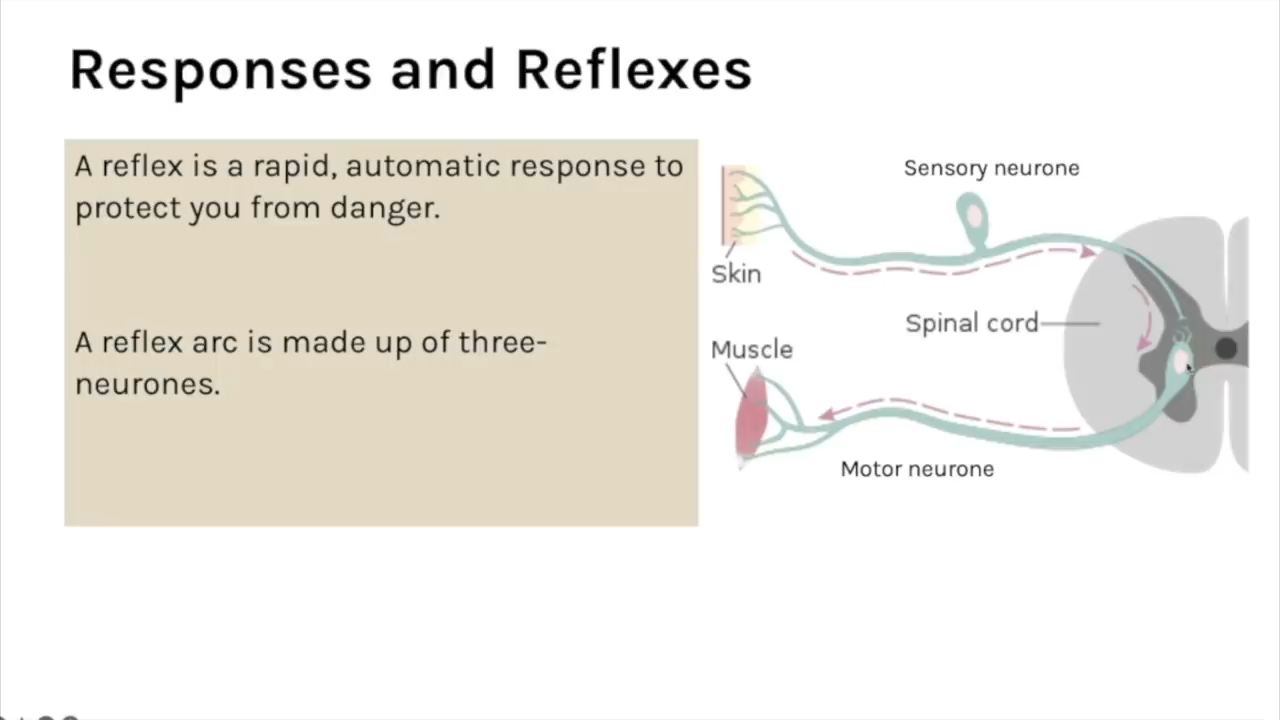 Responses and Reflexes
A reflex is a rapid, automatic response to
protect you from danger.
A reflex arc is made up of three-
neurones.
Sensory neurone
Skin
Spinal cord
Muscle
Motor neurone